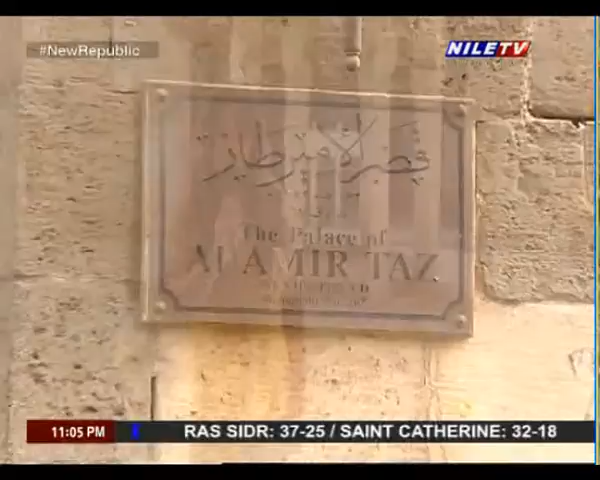 #NewRepublic
NILETV
قصر الأمير طاز
The Palace of
AL AMIR TAZ
11:05 PM
RAS SIDR: 37-25 / SAINT CATHERINE: 32-18